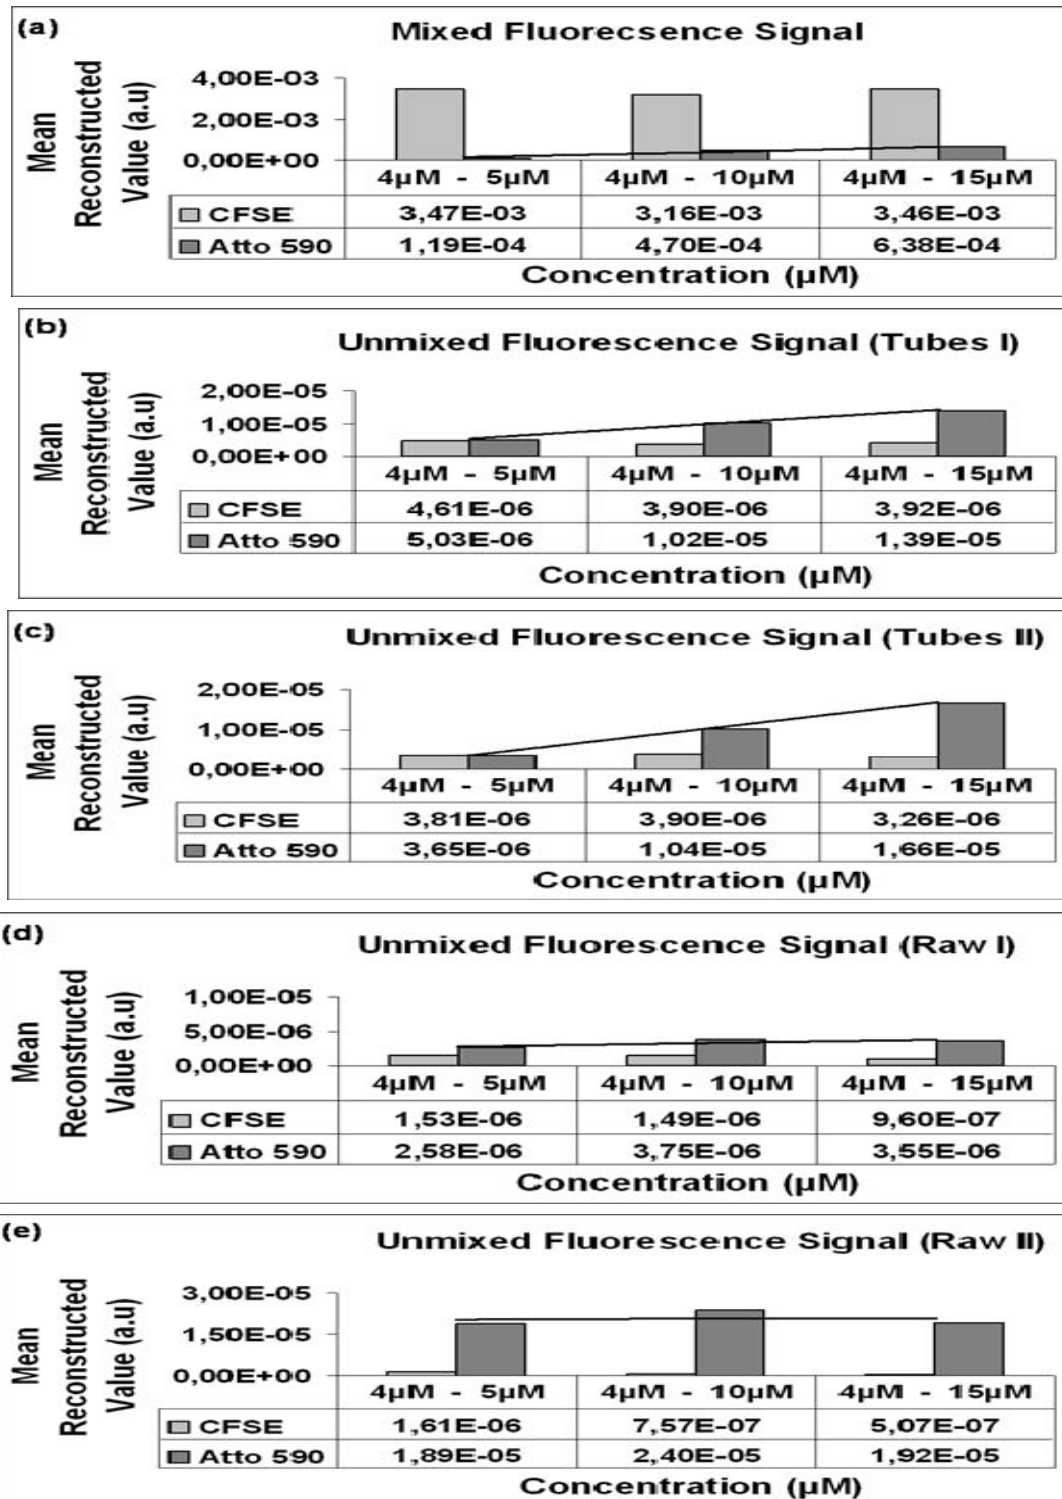 (a)
Mixed Fluorecsence Signal
Mean
Reconstructed
Value (a.u)
4,00E-03
2,00E-03
0,00E+00
4µM - 5µM 4µM - 10µM 4µM - 15µM
CFSE 3,47E-03 3,16E-03 3,46E-03
Atto 590 1,19E-04 4,70E-04 6,38E-04
Concentration (µM)
(b)
Unmixed Fluorescence Signal (Tubes I)
Mean
Reconstructed
Value (a.u)
2,00E-05
1,00E-05
0,00E+00
4µM - 5µM 4µM - 10µM 4µM - 15µM
CFSE 4,61E-06 3,90E-06 3,92E-06
Atto 590 5,03E-06 1,02E-05 1,39E-05
Concentration (µM)
(c)
Unmixed Fluorescence Signal (Tubes II)
Mean
Reconstructed
Value (a.u)
2,00E-05
1,00E-05
0,00E+00
4µM - 5µM 4µM - 10µM 4µM - 15µM
CFSE 3,81E-06 3,90E-06 3,26E-06
Atto 590 3,65E-06 1,04E-05 1,66E-05
Concentration (µM)
(d)
Unmixed Fluorescence Signal (Raw I)
Mean
Reconstructed
Value (a.u)
1,00E-05
5,00E-06
0,00E+00
4µM - 5µM 4µM - 10µM 4µM - 15µM
CFSE 1,53E-06 1,49E-06 9,60E-07
Atto 590 2,58E-06 3,75E-06 3,55E-06
Concentration (µM)
(e)
Unmixed Fluorescence Signal (Raw II)
Mean
Reconstructed
Value (a.u)
3,00E-05
1,50E-05
0,00E+00
4µM - 5µM 4µM - 10µM 4µM - 15µM
CFSE 1,61E-06 7,57E-07 5,07E-07
Atto 590 1,89E-05 2,40E-05 1,92E-05
Concentration (µM)